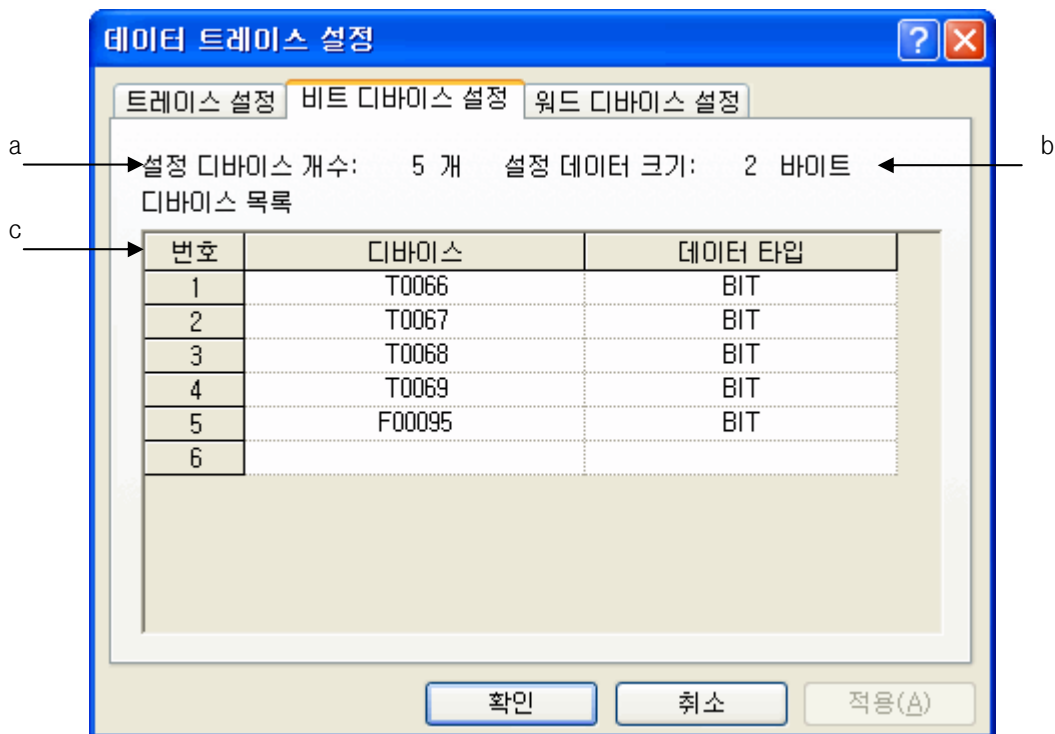 데이터 트레이스 설정
트레이스 설정 비트 디바이스 설정 워드 디바이스 설정
a 설정 디바이스 개수: 5 개 설정 데이터 크기: 2 바이트 b
디바이스 목록
c 번호 디바이스 데이터 타입
1 T0066 BIT
2 T0067 BIT
3 T0068 BIT
4 T0069 BIT
5 F00095 BIT
6
확인 취소 적용(A)